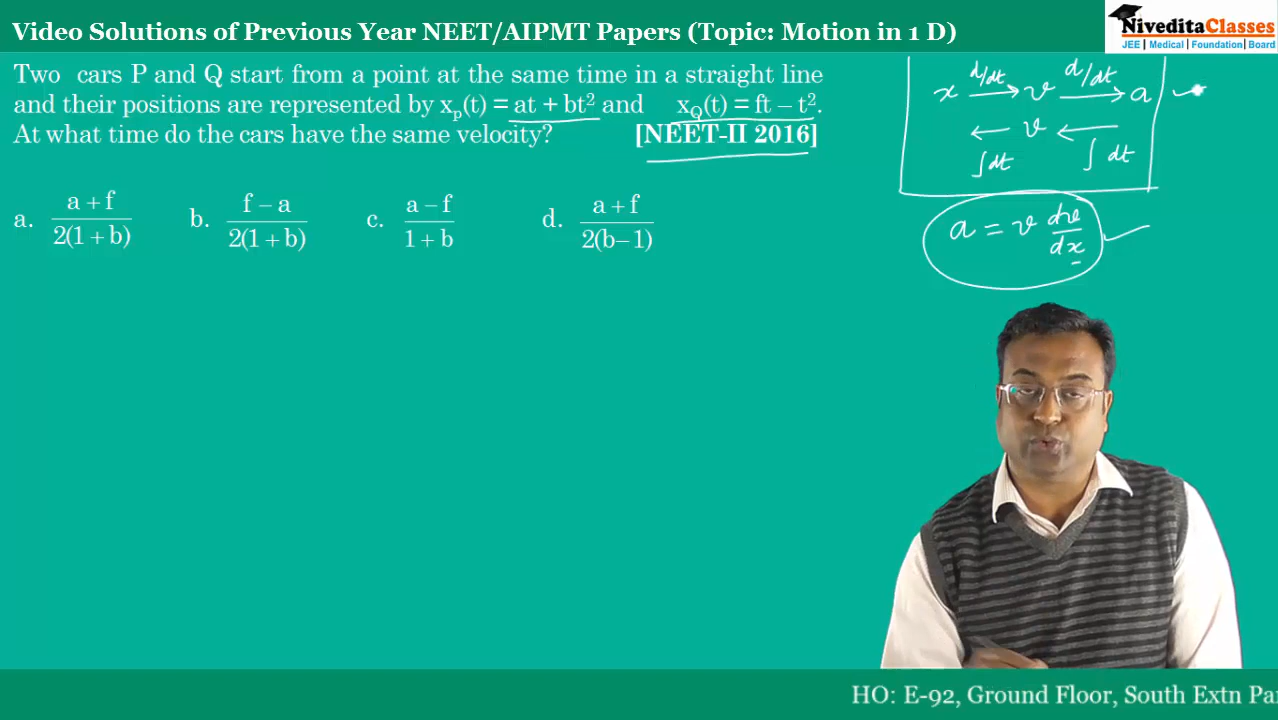 Video Solutions of Previous Year NEET/AIPMT Papers (Topic: Motion in 1 D)
NiveditaClasses
JEE | Medical | Foundation | Board
Two cars P and Q start from a point at the same time in a straight line
and their positions are represented by xₚ(t) = at + bt² and x_Q(t) = ft – t².
At what time do the cars have the same velocity? [NEET-II 2016]
a. (a + f)/(2(1 + b)) b. (f – a)/(2(1 + b)) c. (a – f)/(1 + b) d. (a + f)/(2(b – 1))
x d/dt → v d/dt → a
← v ←
∫dt ∫dt
a = v dv/dx
HO: E-92, Ground Floor, South Extn Pa